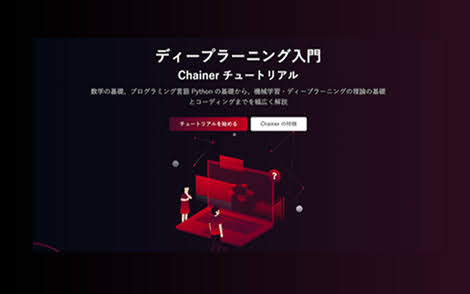 ディープラーニング入門
Chainer チュートリアル
数学の基礎、プログラミング言語 Python の基礎から、機械学習・ディープラーニングの理論の基礎
とコーディングまでを幅広く解説
チュートリアルを始める
Chainer の特徴
?